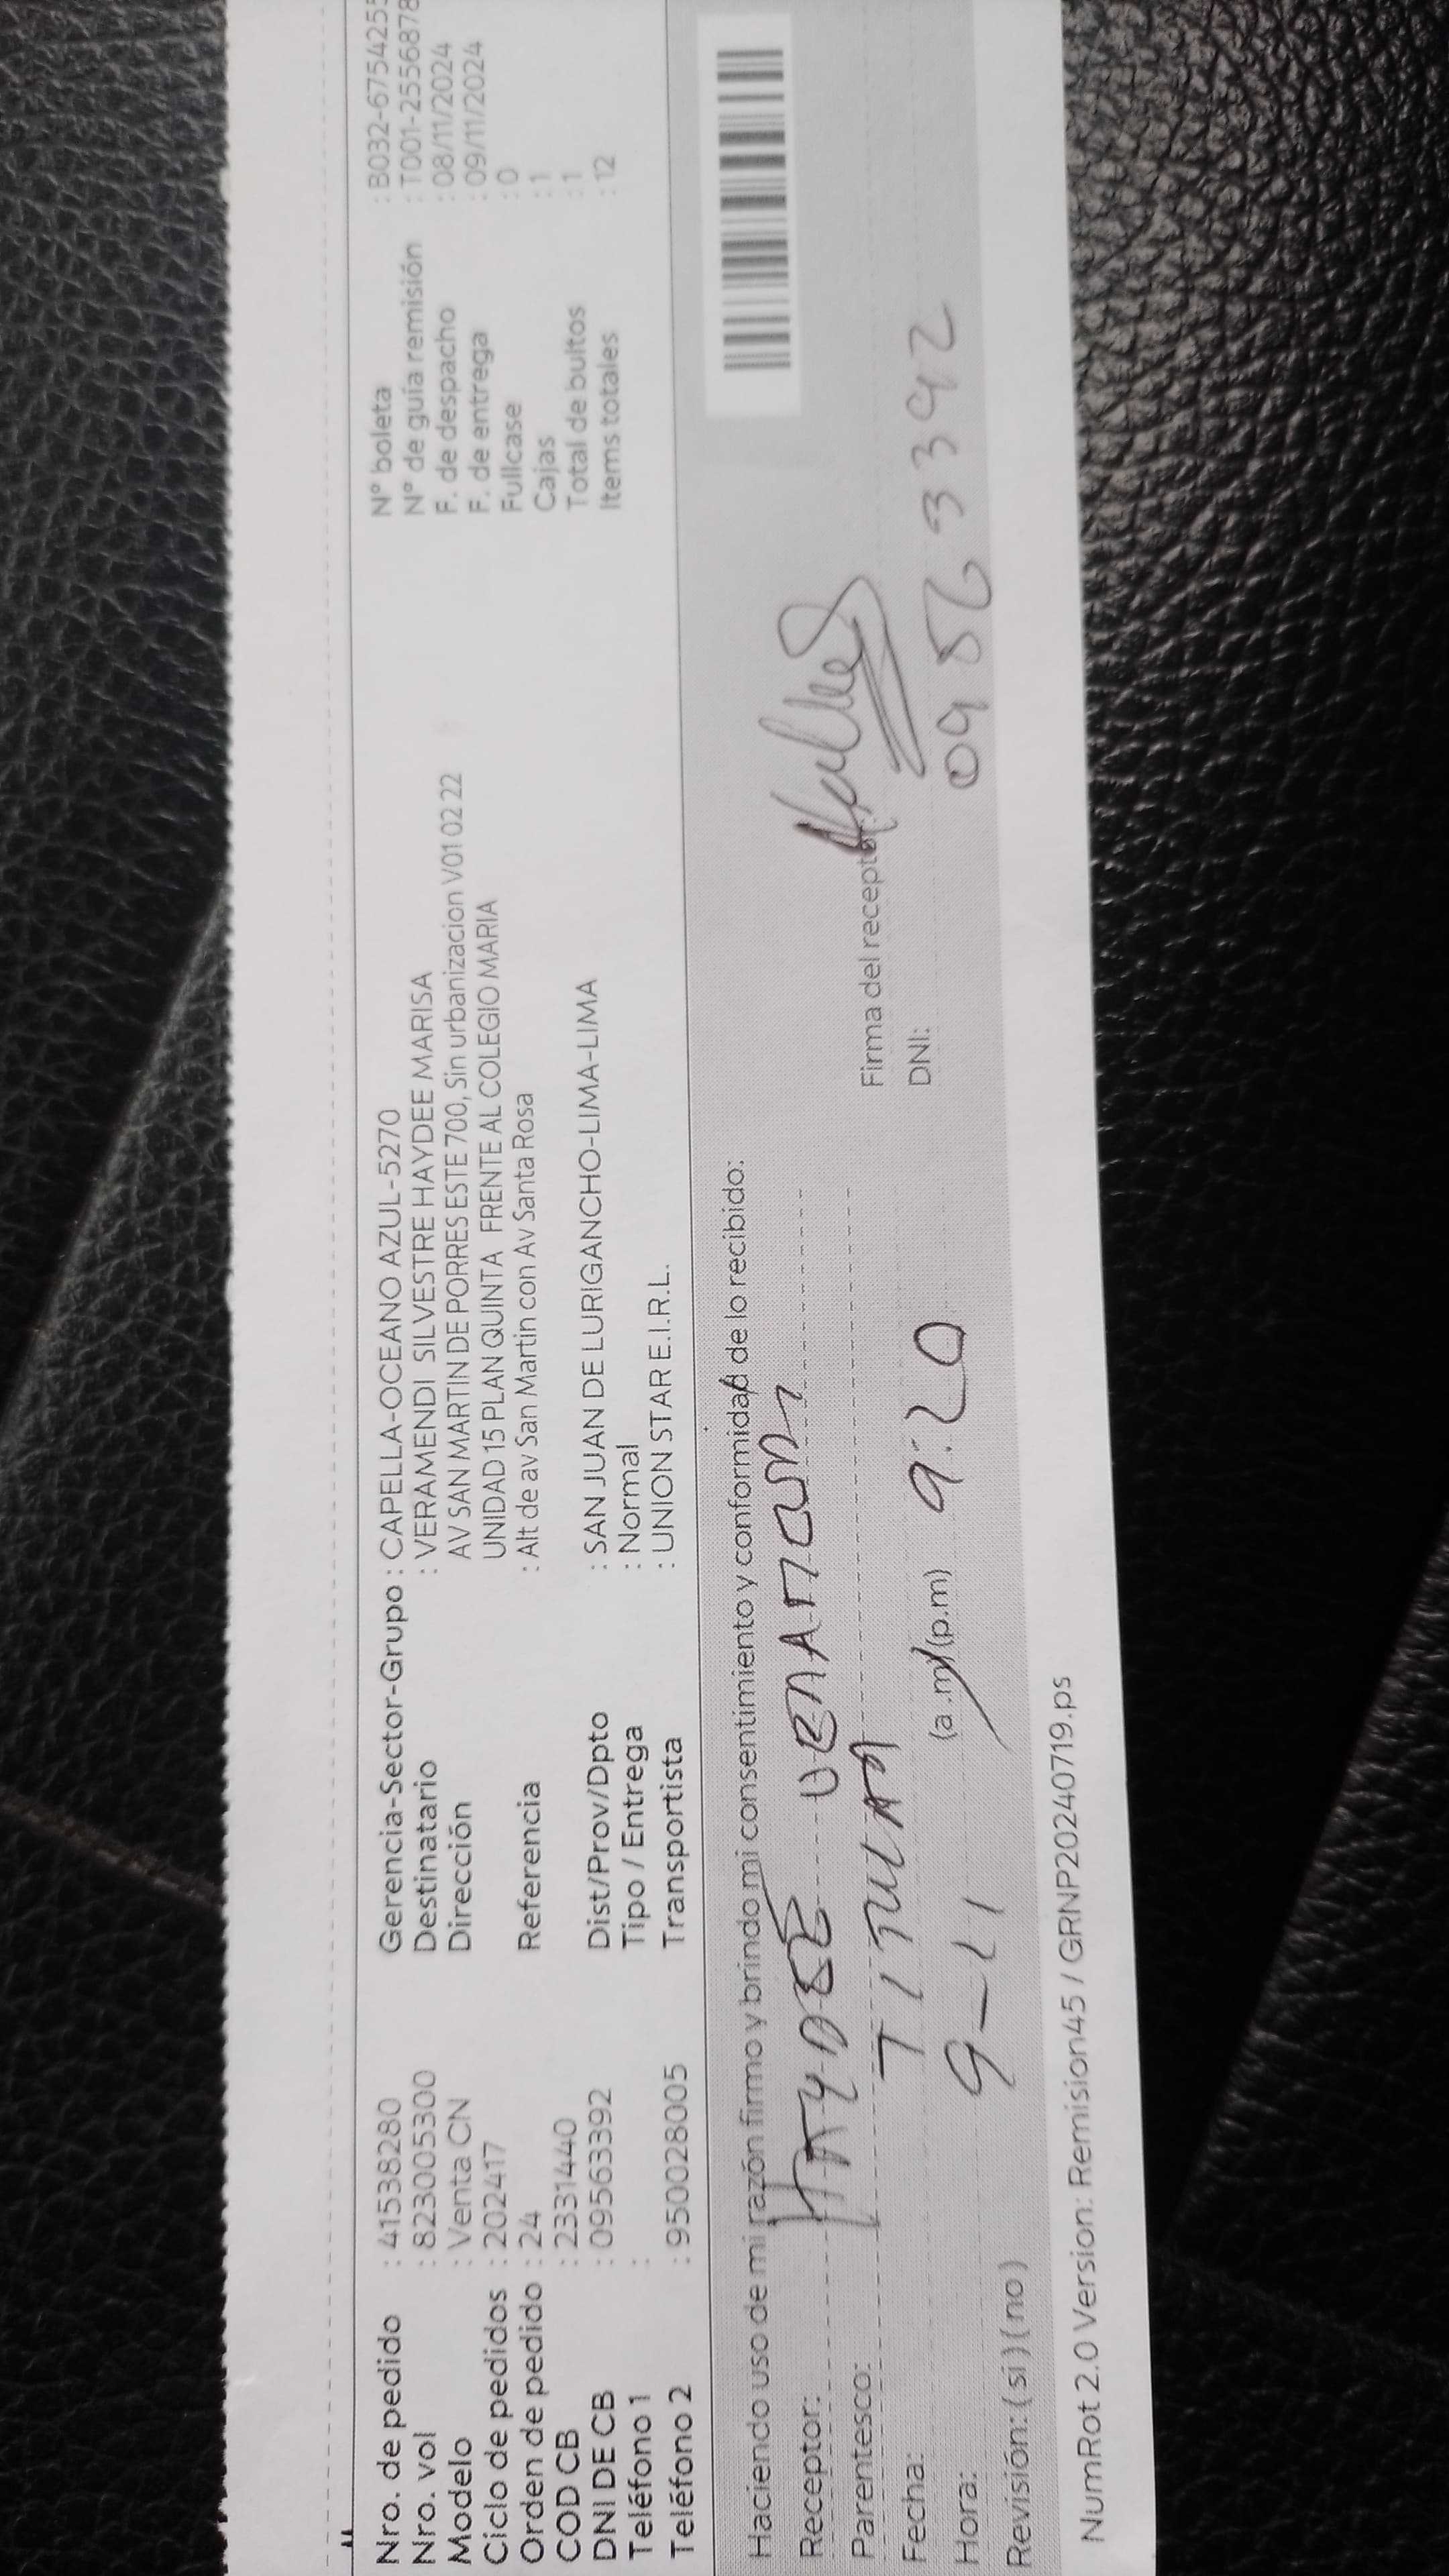 Nro. de pedido : 41538280 Gerencia-Sector-Grupo : CAPELLA-OCEANO AZUL-5270 N° boleta : B032-6754255
Nro. vol : 823005300 Destinatario : VERAMENDI SILVESTRE HAYDEE MARISA N° de guía remisión : T001-2556878
Modelo : Venta CN Dirección AV SAN MARTIN DE PORRES ESTE 700, Sin urbanizacion V01 02 22 F. de despacho : 08/11/2024
Ciclo de pedidos : 202417 UNIDAD 15 PLAN QUINTA FRENTE AL COLEGIO MARIA F. de entrega : 09/11/2024
Orden de pedido : 24 Referencia : Alt de av San Martin con Av Santa Rosa Fullcase : 0
COD CB : 2331440 Cajas : 1
DNI DE CB : 09563392 Dist/Prov/Dpto : SAN JUAN DE LURIGANCHO-LIMA-LIMA Total de bultos : 1
Teléfono 1 : Tipo / Entrega : Normal Items totales : 12
Teléfono 2 : 950028005 Transportista : UNION STAR E.I.R.L.
Haciendo uso de mi razón firmo y brindo mi consentimiento y conformidad de lo recibido:
Receptor: HAYDEE VERAMENDI
Parentesco: TITULAR Firma del receptor:
Fecha: 9-11 DNI: 09563392
Hora: (a.m)/(p.m) 9:20
Revisión: ( si ) ( no )
NumRot 2.0 Version: Remision45 / GRNP20240719.ps